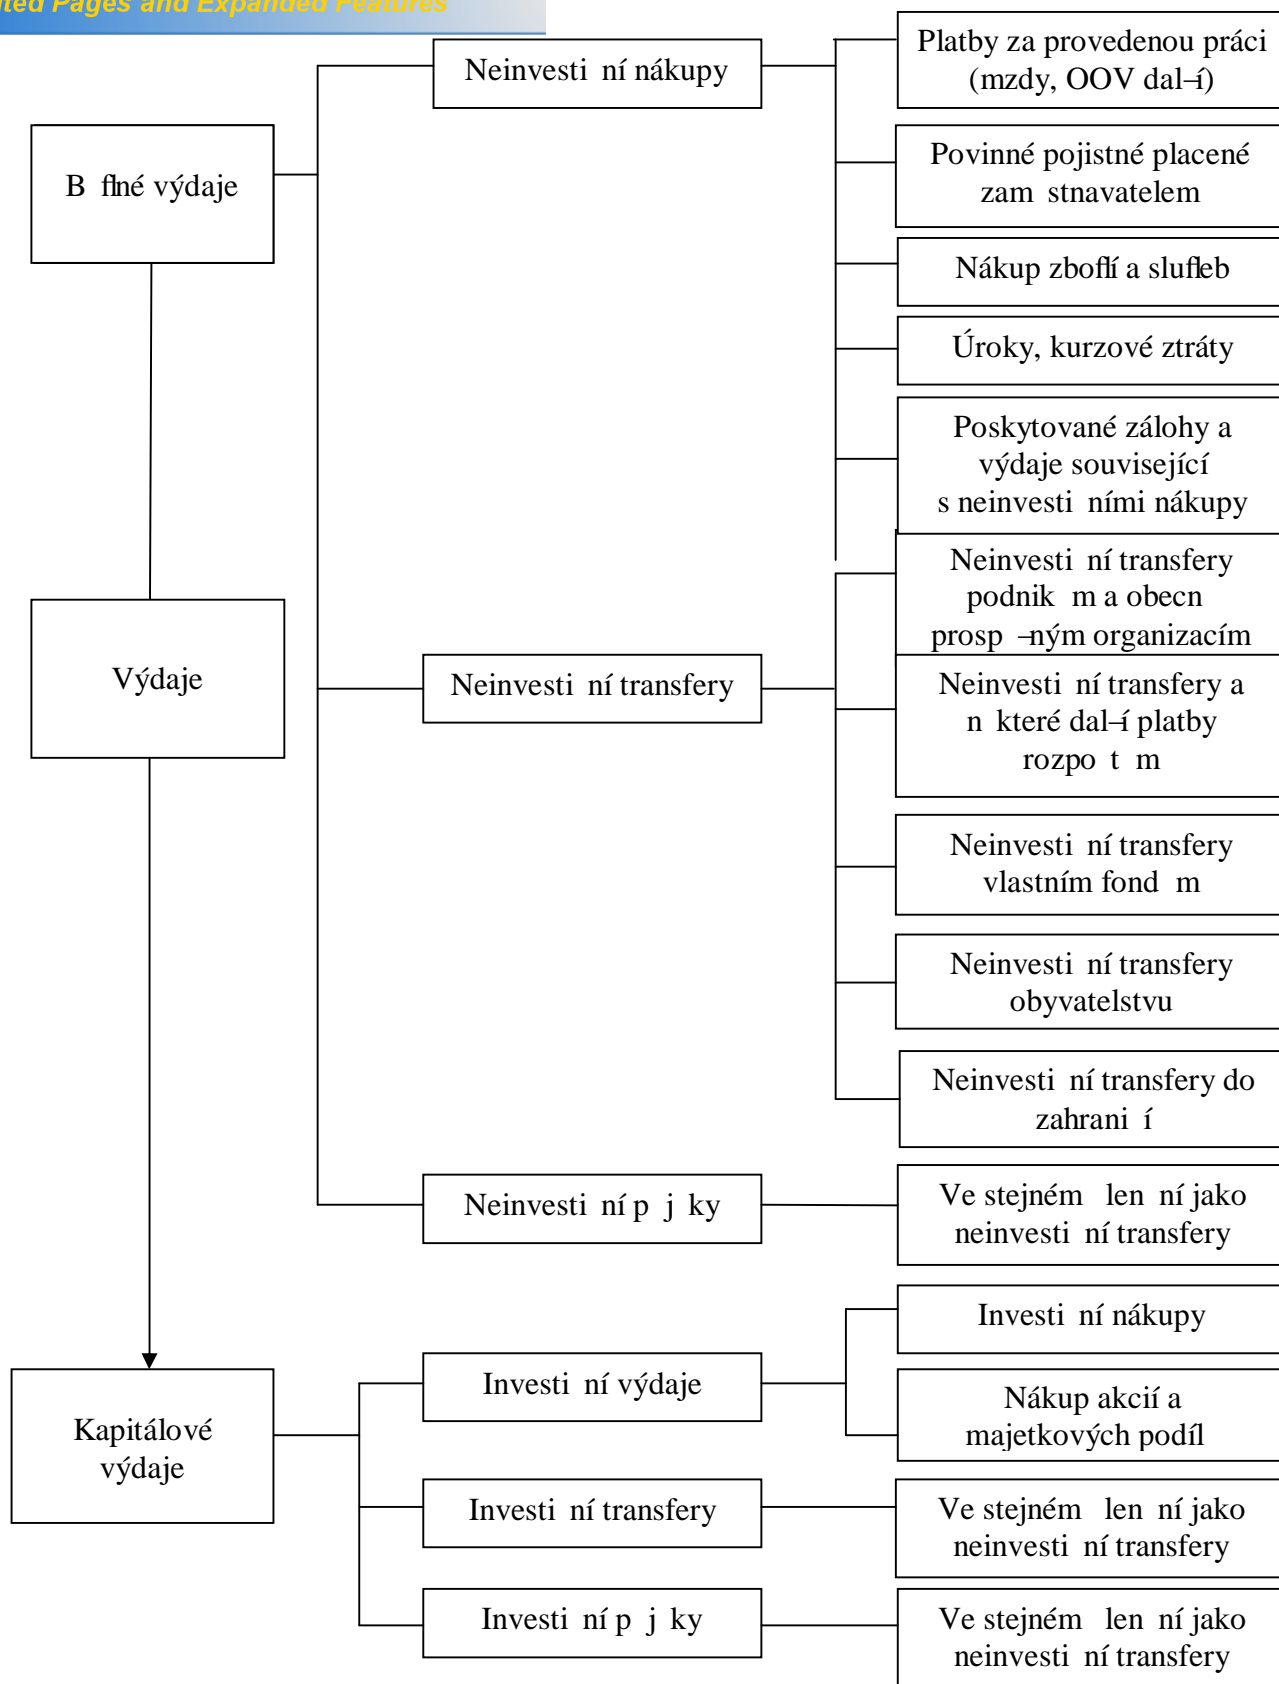 ited Pages and Expanded Features
Neinvesti ní nákupy
Platby za provedenou práci
(mzdy, OOV dal–í)
B flné výdaje
Povinné pojistné placené
zam stnavatelem
Nákup zboflí a slufleb
Úroky, kurzové ztráty
Poskytované zálohy a
výdaje související
s neinvesti ními nákupy
Výdaje
Neinvesti ní transfery
Neinvesti ní transfery
podnik m a obecn
prosp –ným organizacím
Neinvesti ní transfery a
n které dal–í platby
rozpo t m
Neinvesti ní transfery
vlastním fond m
Neinvesti ní transfery
obyvatelstvu
Neinvesti ní transfery do
zahrani í
Neinvesti ní p j ky
Ve stejném len ní jako
neinvesti ní transfery
Kapitálové
výdaje
Investi ní výdaje
Investi ní nákupy
Nákup akcií a
majetkových podíl
Investi ní transfery
Ve stejném len ní jako
neinvesti ní transfery
Investi ní p j ky
Ve stejném len ní jako
neinvesti ní transfery